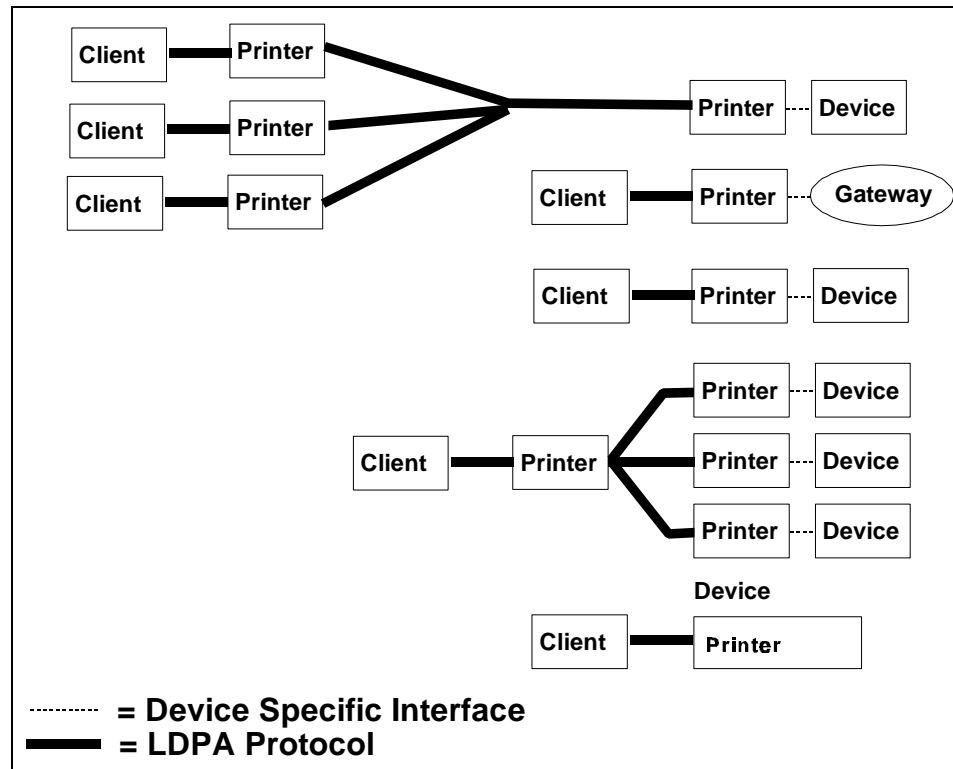 Client Printer
Printer Device
Client Printer
Client Printer
Client Printer Gateway
Client Printer Device
Printer Device
Client Printer Printer Device
Printer Device
Device
Client Printer
= Device Specific Interface
= LDPA Protocol